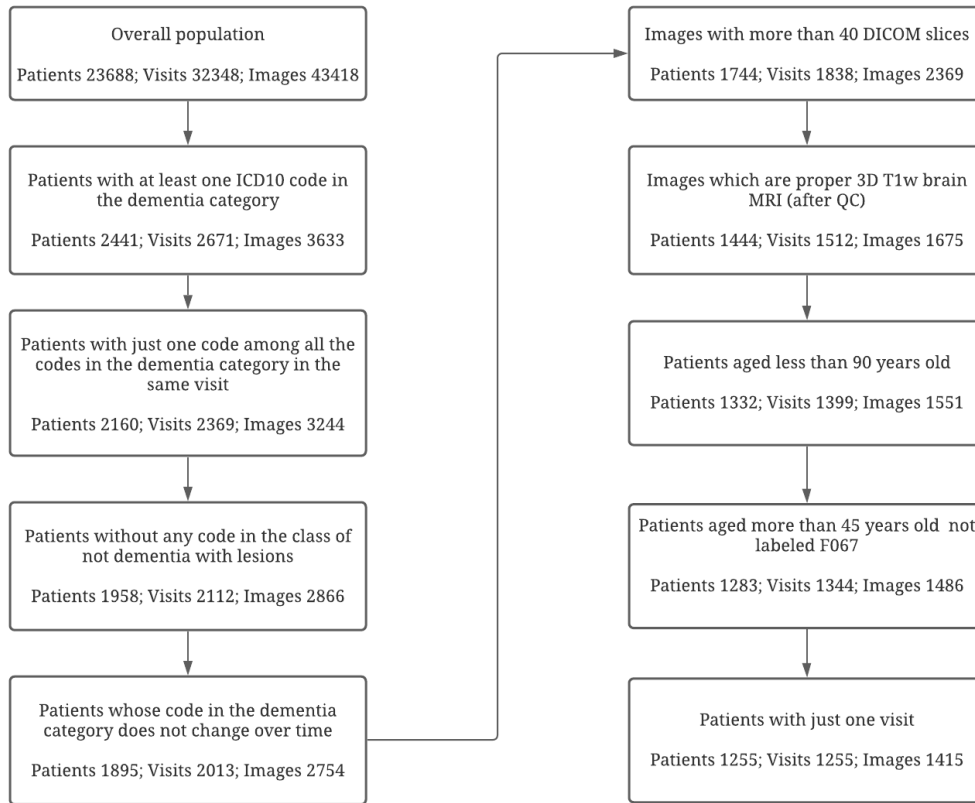 Overall population
Patients 23688; Visits 32348; Images 43418
Patients with at least one ICD10 code in
the dementia category
Patients 2441; Visits 2671; Images 3633
Patients with just one code among all the
codes in the dementia category in the
same visit
Patients 2160; Visits 2369; Images 3244
Patients without any code in the class of
not dementia with lesions
Patients 1958; Visits 2112; Images 2866
Patients whose code in the dementia
category does not change over time
Patients 1895; Visits 2013; Images 2754
Images with more than 40 DICOM slices
Patients 1744; Visits 1838; Images 2369
Images which are proper 3D T1w brain
MRI (after QC)
Patients 1444; Visits 1512; Images 1675
Patients aged less than 90 years old
Patients 1332; Visits 1399; Images 1551
Patients aged more than 45 years old not
labeled F067
Patients 1283; Visits 1344; Images 1486
Patients with just one visit
Patients 1255; Visits 1255; Images 1415